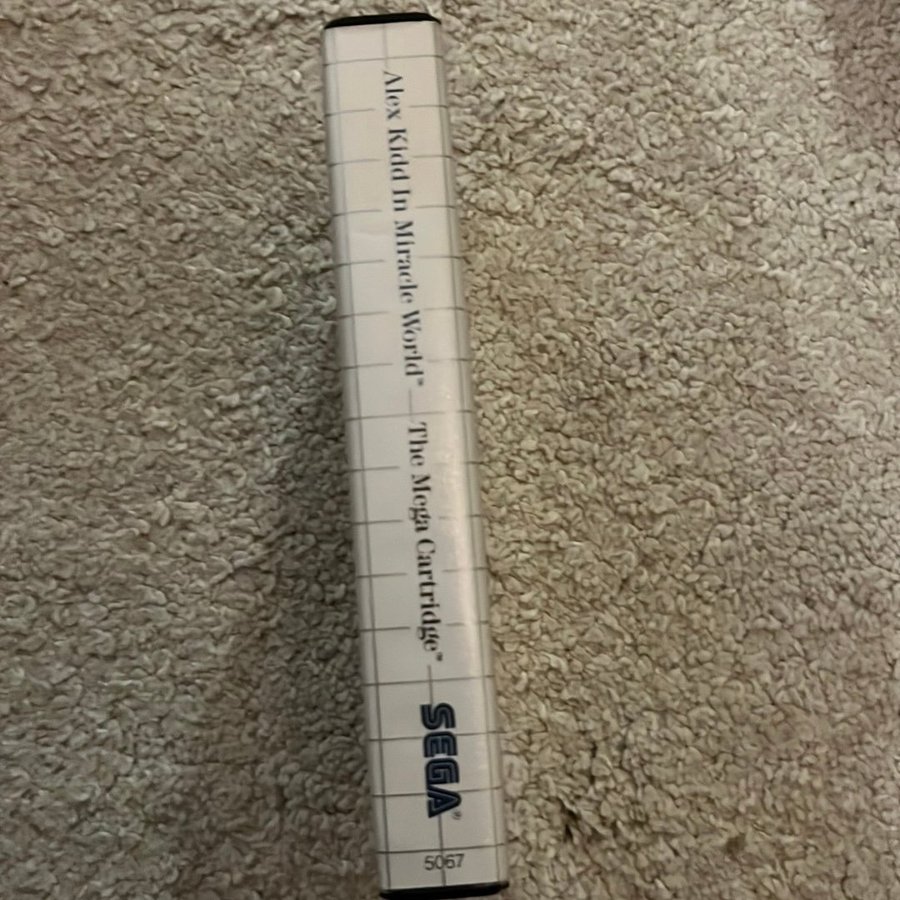 Alex Kidd In Miracle World™ The Mega Cartridge™
SEGA®
5067